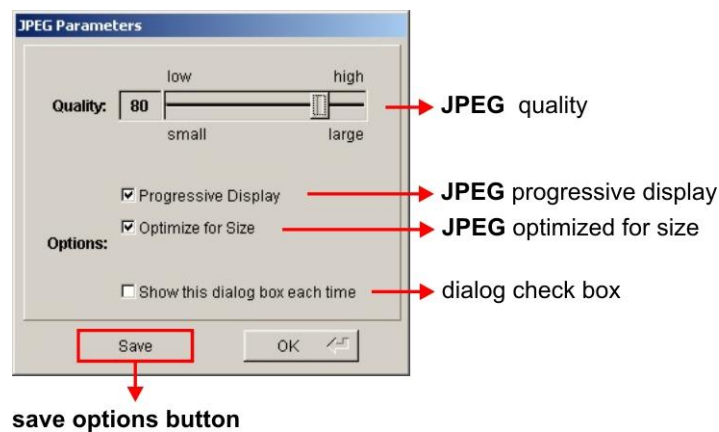 JPEG Parameters
low high
Quality: 80 JPEG quality
small large
Progressive Display JPEG progressive display
Optimize for Size JPEG optimized for size
Options:
Show this dialog box each time dialog check box
Save OK
save options button